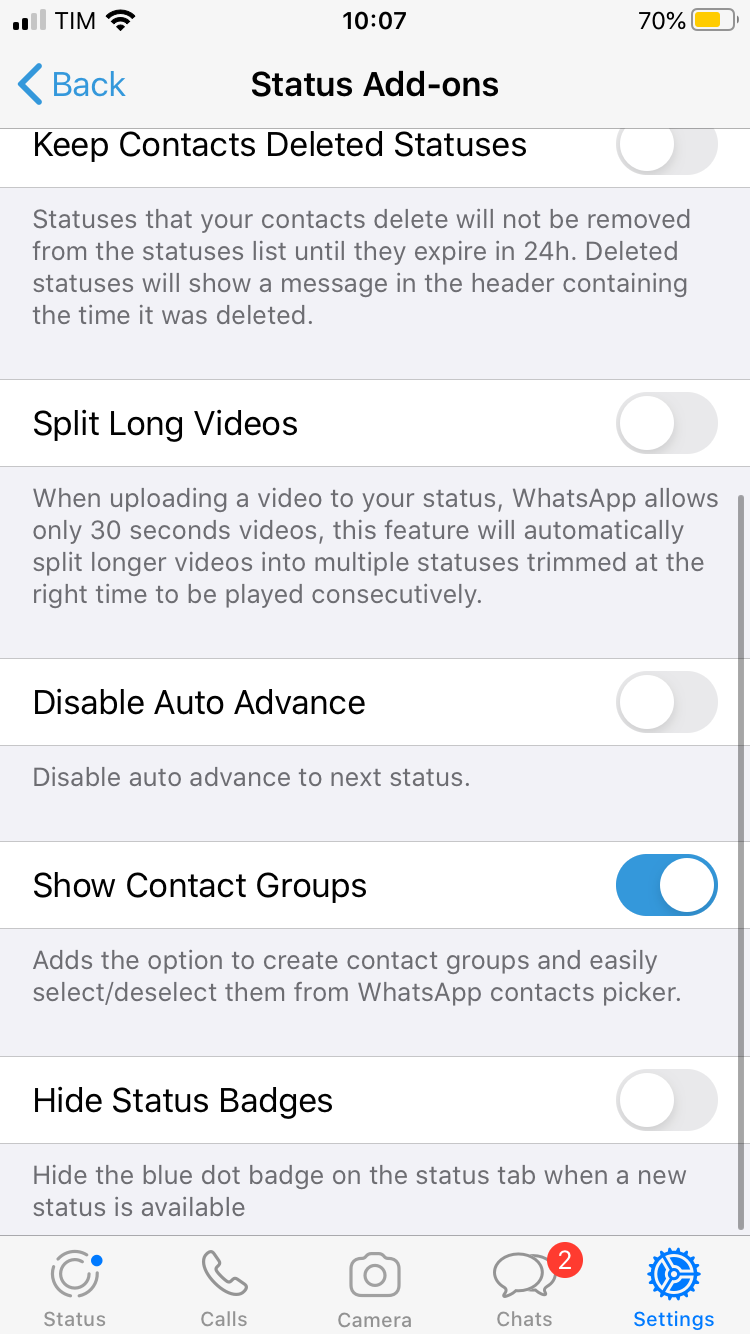 TIM 10:07 70%
Back Status Add-ons
Keep Contacts Deleted Statuses
Statuses that your contacts delete will not be removed
from the statuses list until they expire in 24h. Deleted
statuses will show a message in the header containing
the time it was deleted.
Split Long Videos
When uploading a video to your status, WhatsApp allows
only 30 seconds videos, this feature will automatically
split longer videos into multiple statuses trimmed at the
right time to be played consecutively.
Disable Auto Advance
Disable auto advance to next status.
Show Contact Groups
Adds the option to create contact groups and easily
select/deselect them from WhatsApp contacts picker.
Hide Status Badges
Hide the blue dot badge on the status tab when a new
status is available
2
Status Calls Camera Chats Settings